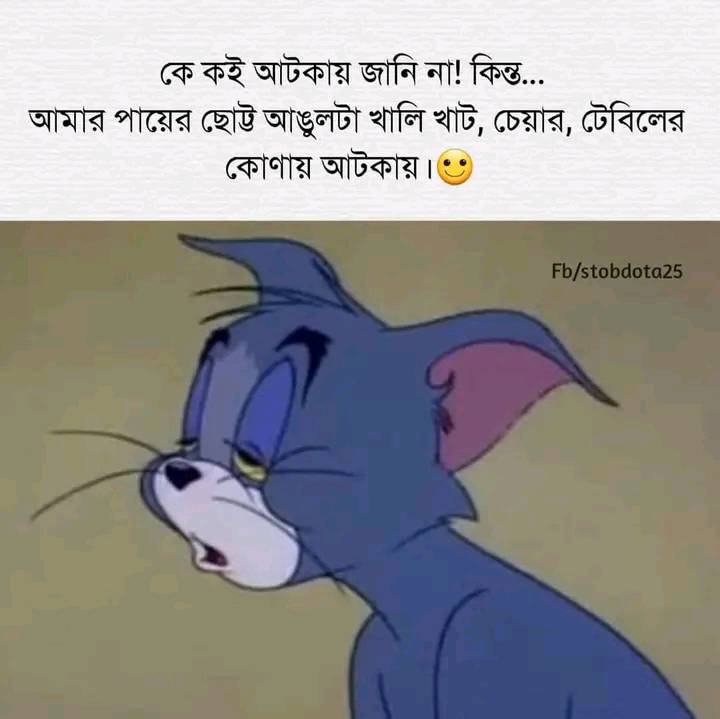 কে কই আটকায় জানি না! কিন্তু...
আমার পায়ের ছোট্ট আঙুলটা খালি খাট, চেয়ার, টেবিলের
কোণায় আটকায়।🙂
Fb/stobdota25